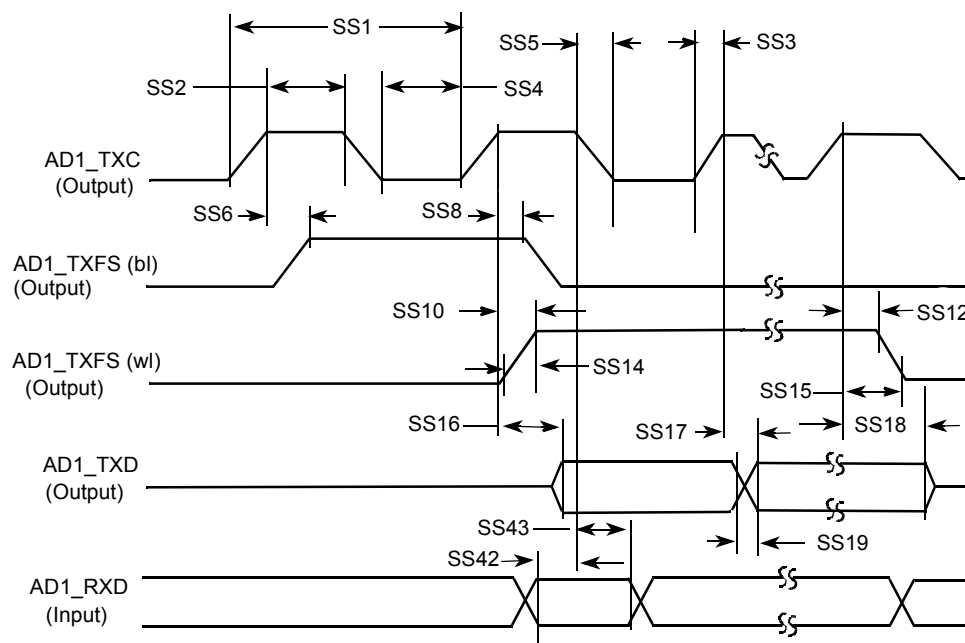 SS1
SS5
SS3
SS2
SS4
AD1_TXC
(Output)
SS6
SS8
AD1_TXFS (bl)
(Output)
SS10
SS12
AD1_TXFS (wl)
(Output)
SS14
SS15
SS16
SS17
SS18
AD1_TXD
(Output)
SS43
SS19
SS42
AD1_RXD
(Input)